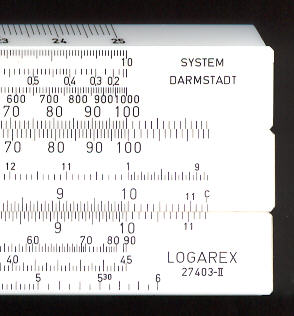 23 24 25
10
SYSTEM
0,5 0,4 0,3 0,2
DARMSTADT
600 700 800 900 1000
70 80 90 100
70 80 90 100
12 11 1 9
9 10 11 C
9 10 11
60 70 80 90
LOGAREX
40 45
27403-II
5 5³⁰ 6